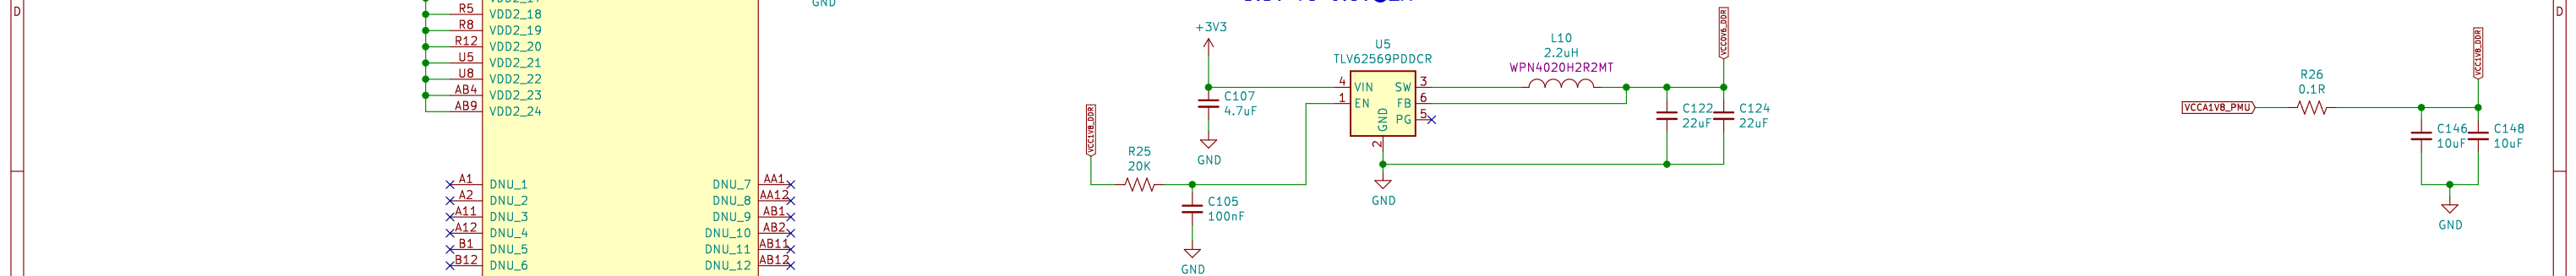 D
R5 VDD2_18
R8 VDD2_19
R12 VDD2_20
U5 VDD2_21
U8 VDD2_22
AB4 VDD2_23
AB9 VDD2_24
A1 DNU_1
A2 DNU_2
A11 DNU_3
A12 DNU_4
B1 DNU_5
B12 DNU_6
DNU_7 AA1
DNU_8 AA12
DNU_9 AB1
DNU_10 AB2
DNU_11 AB11
DNU_12 AB12
GND
VCC1V8_DDR
R25
20K
C105
100nF
GND
+3V3
C107
4.7uF
GND
U5
TLV62569PDDCR
4 VIN
1 EN
SW 3
FB 6
PG 5
GND
2
GND
L10
2.2uH
WPN4020H2R2MT
VCC0V6_DDR
C122
22uF
C124
22uF
VCCA1V8_PMU
R26
0.1R
VCC1V8_DDR
C146
10uF
C148
10uF
GND
D